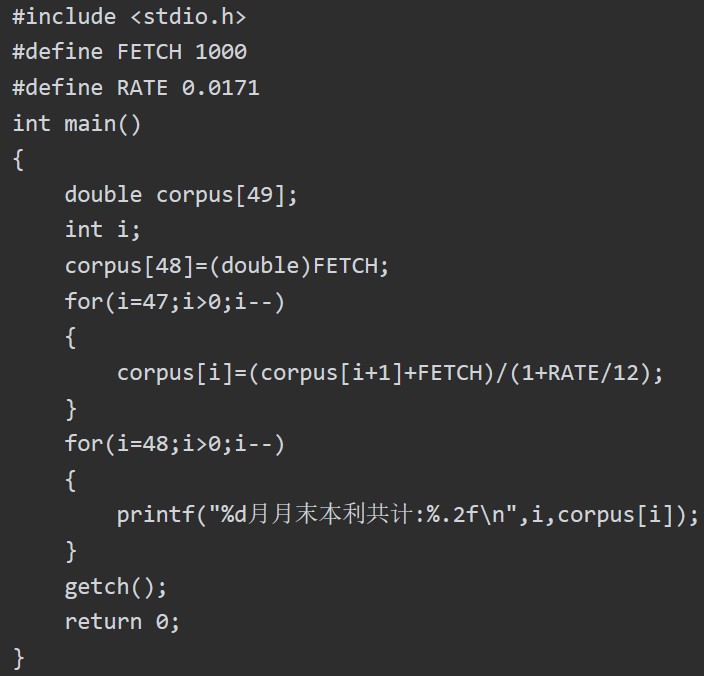 #include <stdio.h>
#define FETCH 1000
#define RATE 0.0171
int main()
{
    double corpus[49];
    int i;
    corpus[48]=(double)FETCH;
    for(i=47;i>0;i--)
    {
        corpus[i]=(corpus[i+1]+FETCH)/(1+RATE/12);
    }
    for(i=48;i>0;i--)
    {
        printf("%d月月末本利共计:%.2f\n",i,corpus[i]);
    }
    getch();
    return 0;
}